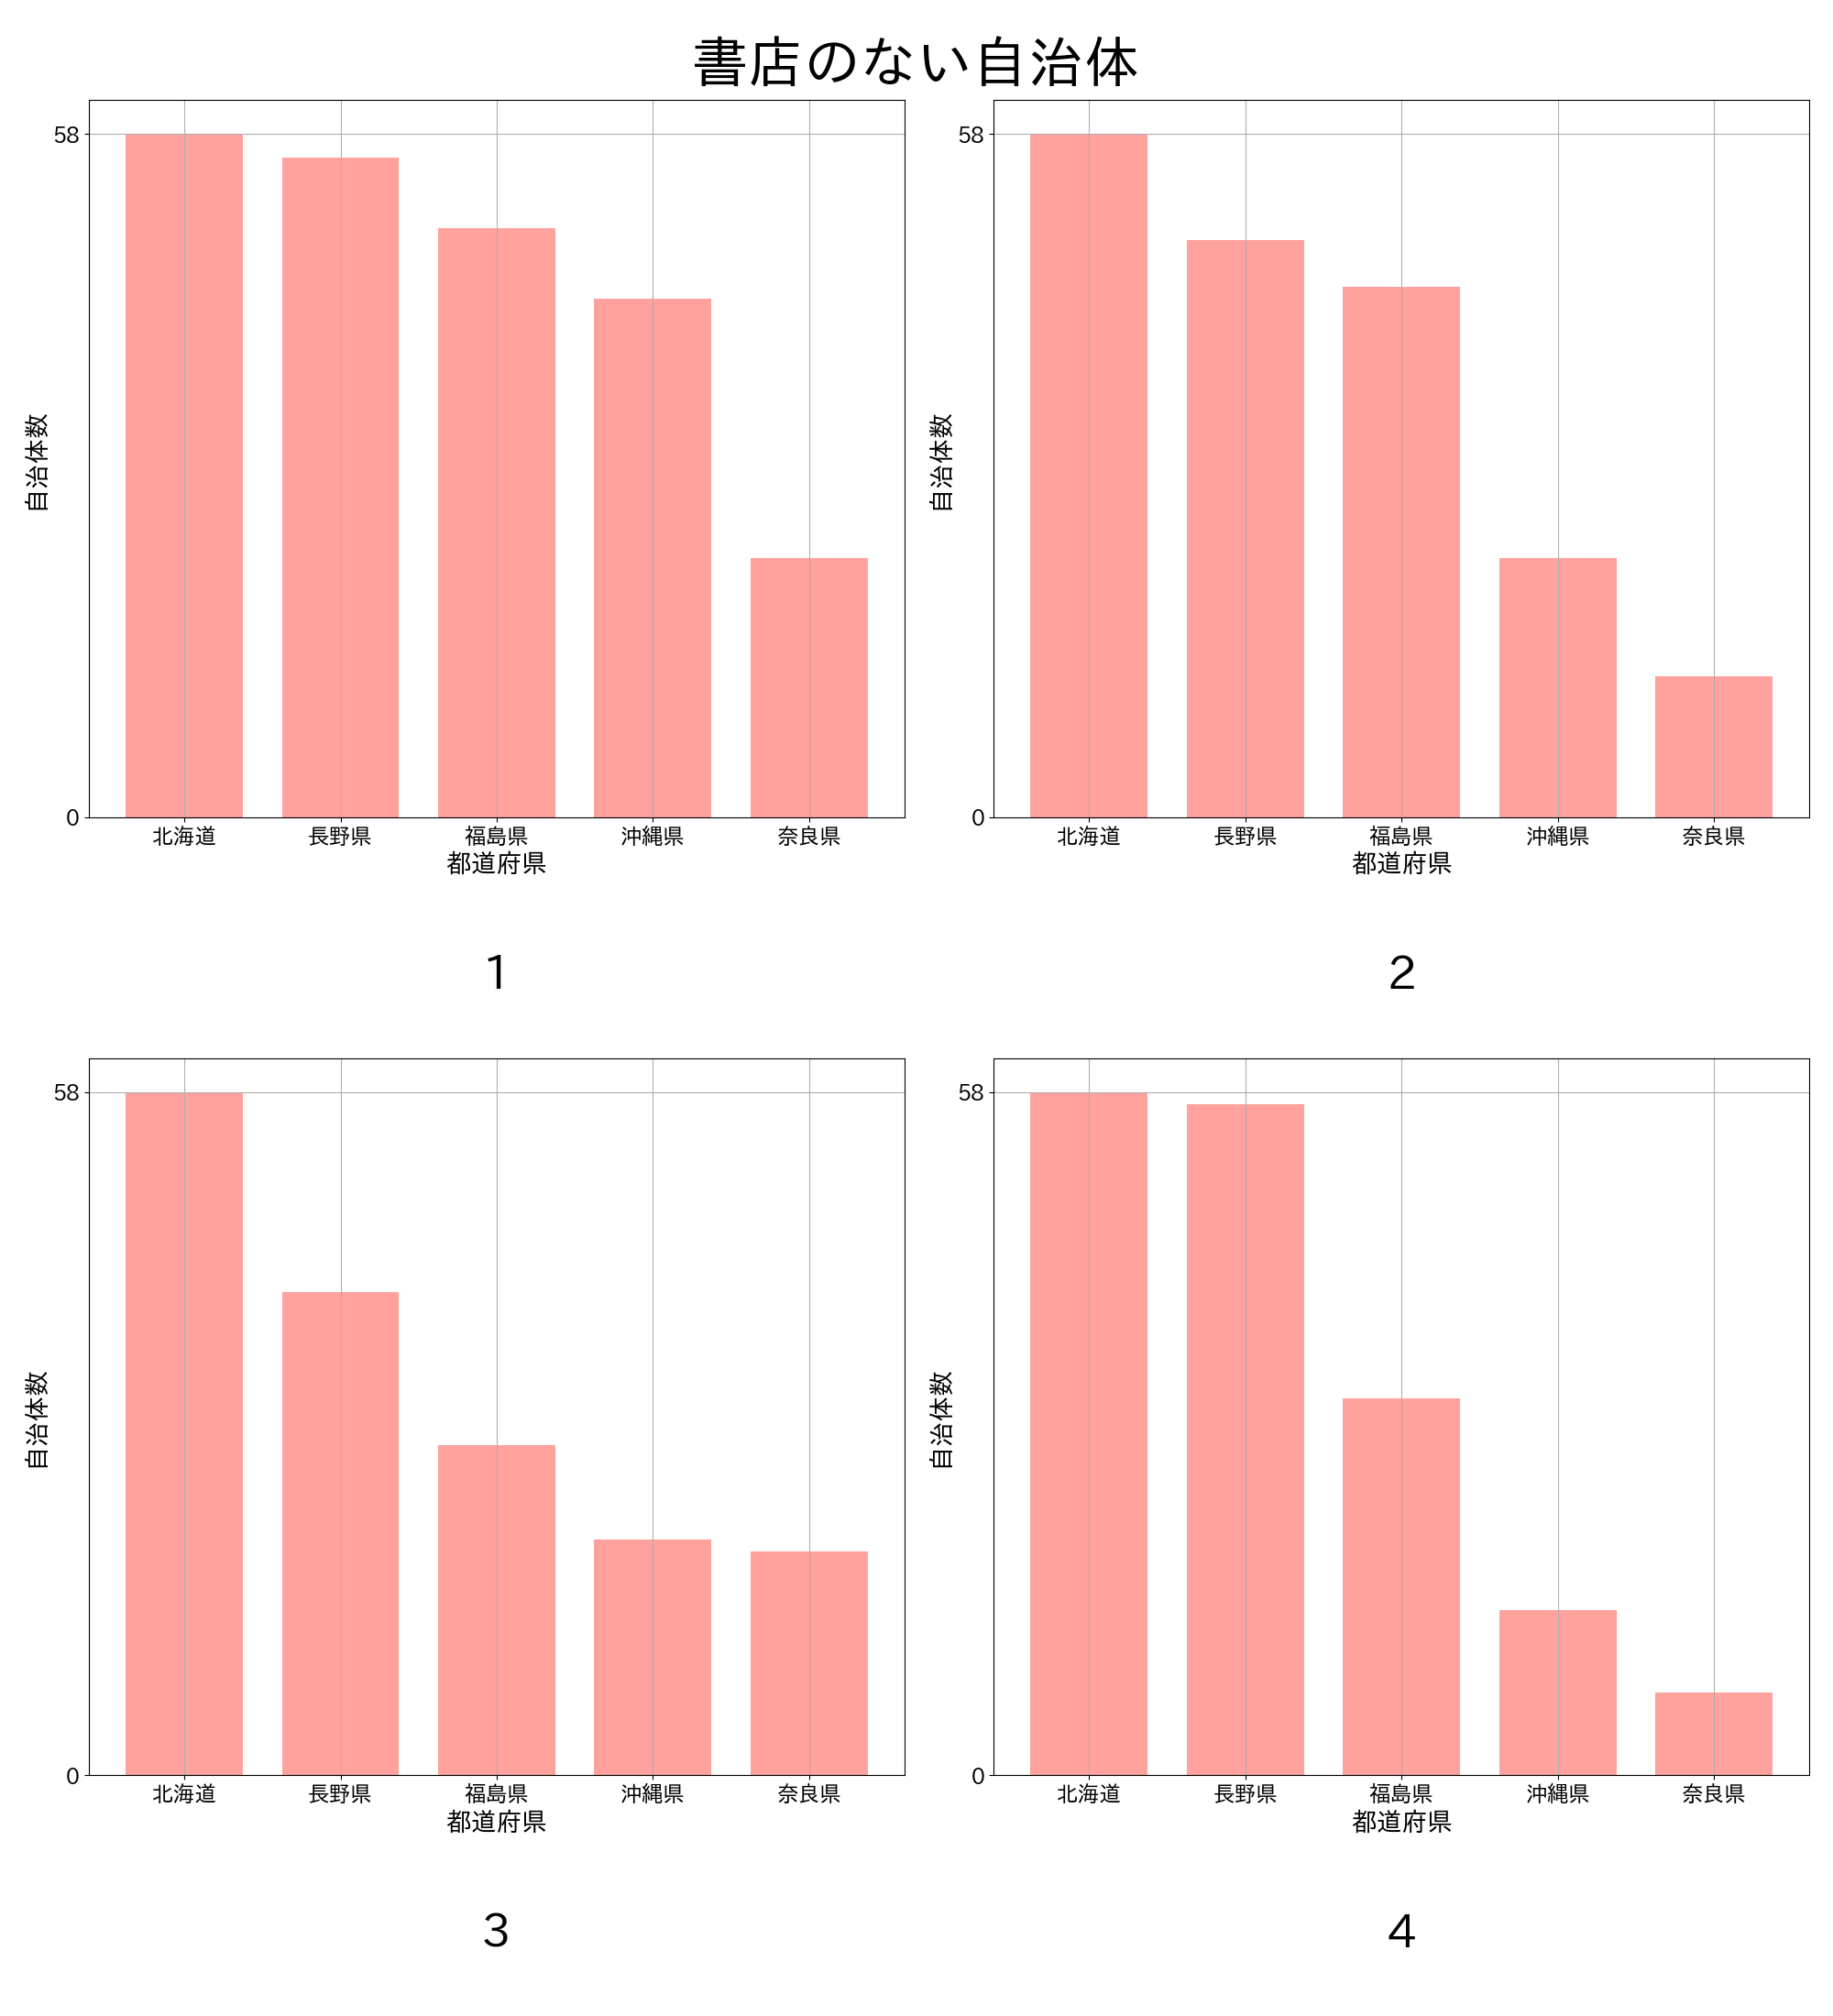 書店のない自治体
58
0
自治体数
北海道 長野県 福島県 沖縄県 奈良県
都道府県
1
58
0
自治体数
北海道 長野県 福島県 沖縄県 奈良県
都道府県
2
58
0
自治体数
北海道 長野県 福島県 沖縄県 奈良県
都道府県
3
58
0
自治体数
北海道 長野県 福島県 沖縄県 奈良県
都道府県
4